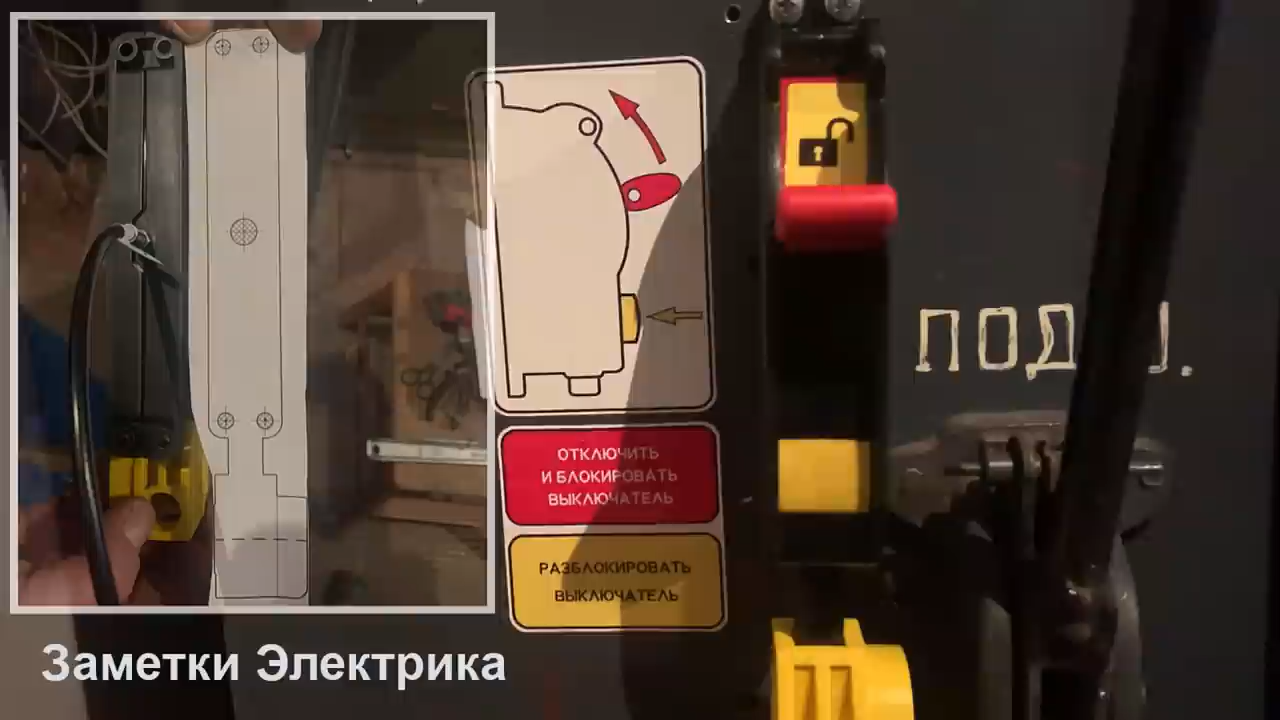 ОТКЛЮЧИТЬ
И БЛОКИРОВАТЬ
ВЫКЛЮЧАТЕЛЬ
РАЗБЛОКИРОВАТЬ
ВЫКЛЮЧАТЕЛЬ
Заметки Электрика